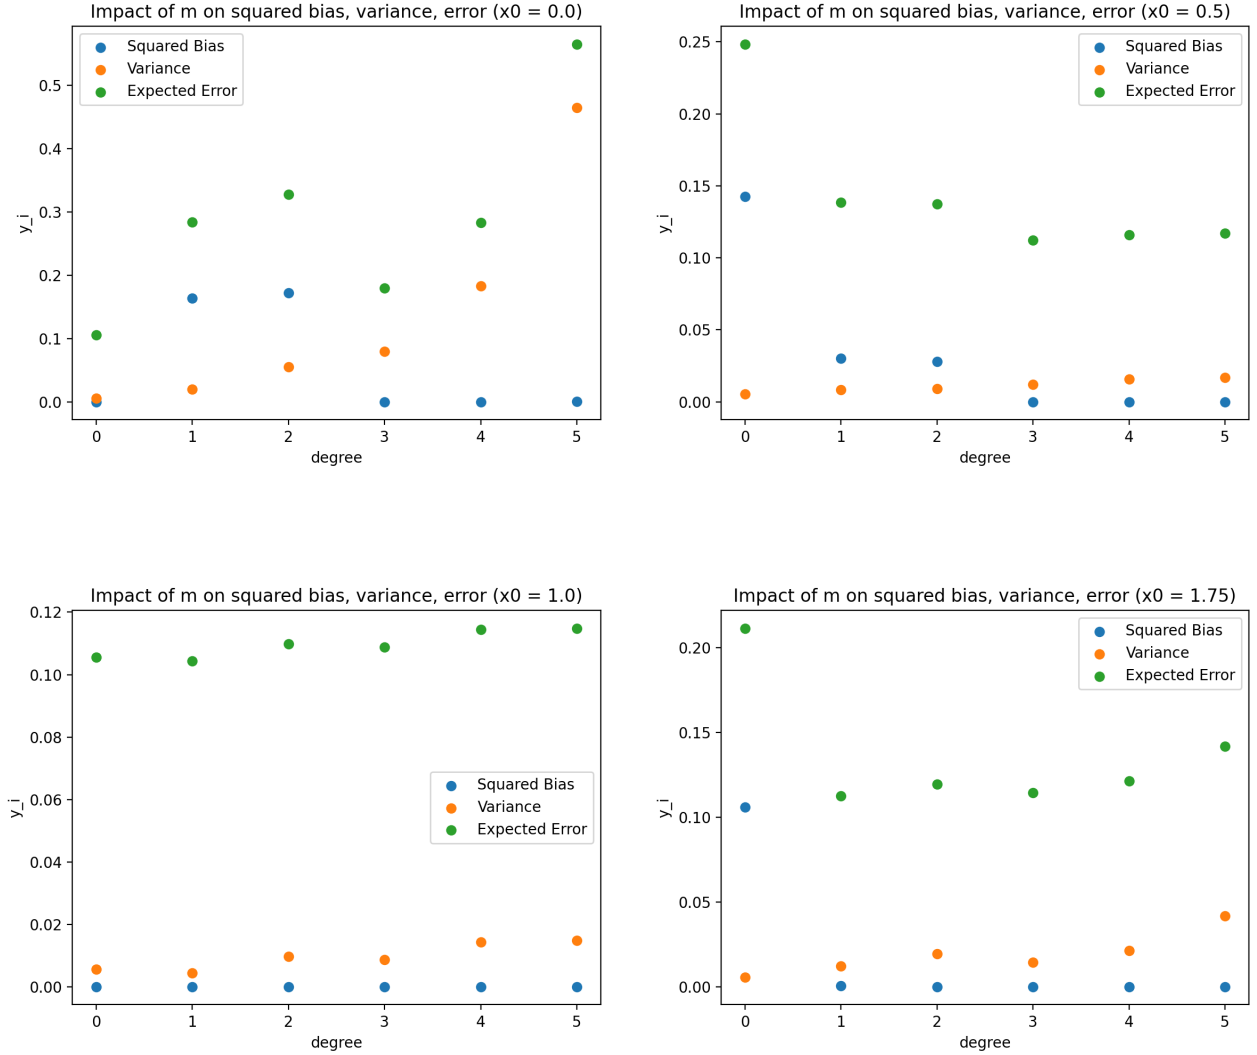 Impact of m on squared bias, variance, error (x0 = 0.0)
Squared Bias
Variance
Expected Error
0.5
0.4
0.3
0.2
0.1
0.0
y_i
0 1 2 3 4 5
degree
Impact of m on squared bias, variance, error (x0 = 0.5)
Squared Bias
Variance
Expected Error
0.25
0.20
0.15
0.10
0.05
0.00
y_i
0 1 2 3 4 5
degree
Impact of m on squared bias, variance, error (x0 = 1.0)
Squared Bias
Variance
Expected Error
0.12
0.10
0.08
0.06
0.04
0.02
0.00
y_i
0 1 2 3 4 5
degree
Impact of m on squared bias, variance, error (x0 = 1.75)
Squared Bias
Variance
Expected Error
0.20
0.15
0.10
0.05
0.00
y_i
0 1 2 3 4 5
degree